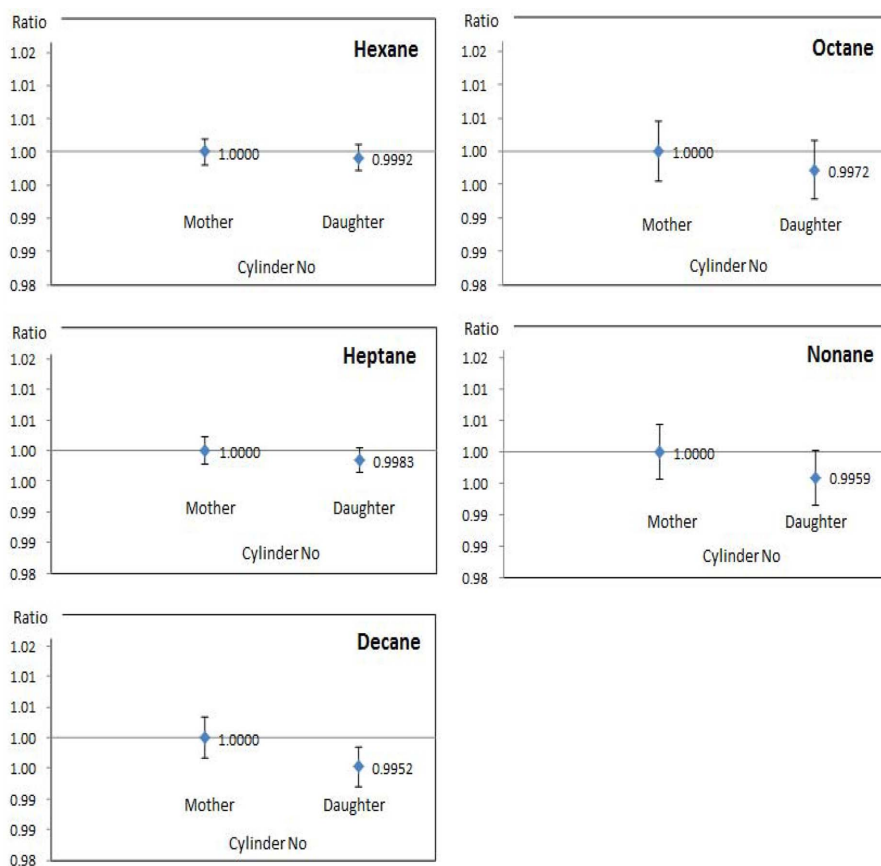 Ratio
Hexane
1.02
1.01
1.01
1.00
1.00
0.99
0.99
0.98
1.0000
0.9992
Mother
Daughter
Cylinder No
Ratio
Octane
1.02
1.01
1.01
1.00
1.00
0.99
0.99
0.98
1.0000
0.9972
Mother
Daughter
Cylinder No
Ratio
Heptane
1.02
1.01
1.01
1.00
1.00
0.99
0.99
0.98
1.0000
0.9983
Mother
Daughter
Cylinder No
Ratio
Nonane
1.02
1.01
1.01
1.00
1.00
0.99
0.99
0.98
1.0000
0.9959
Mother
Daughter
Cylinder No
Ratio
Decane
1.02
1.01
1.01
1.00
1.00
0.99
0.99
0.98
1.0000
0.9952
Mother
Daughter
Cylinder No